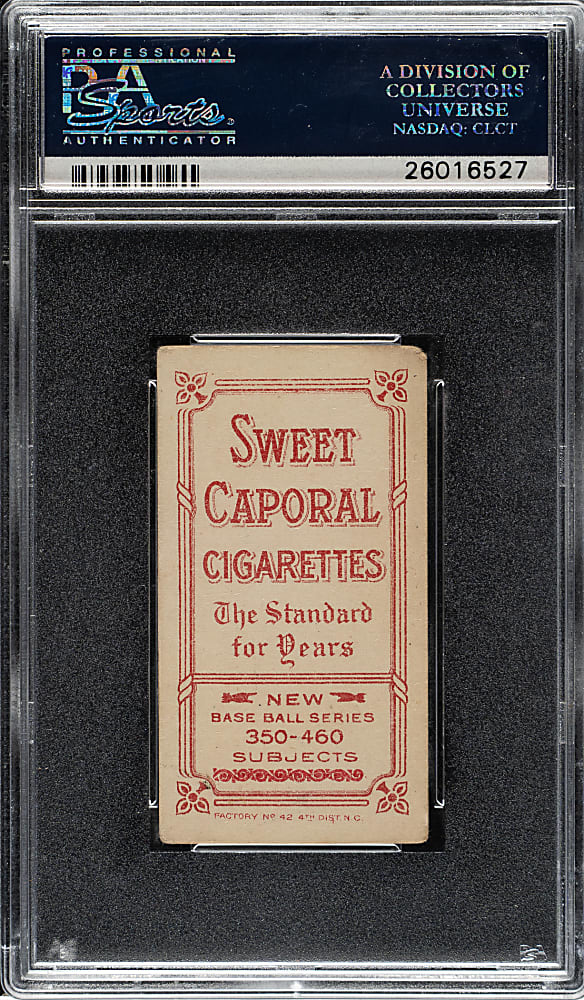 PROFESSIONAL
PSA
Sports
AUTHENTICATOR
A DIVISION OF
COLLECTORS
UNIVERSE
NASDAQ: CLCT
26016527
SWEET
CAPORAL
CIGARETTES
The Standard
for Years
NEW
BASE BALL SERIES
350-460
SUBJECTS
FACTORY Nº 42 4TH DIST. N.C.